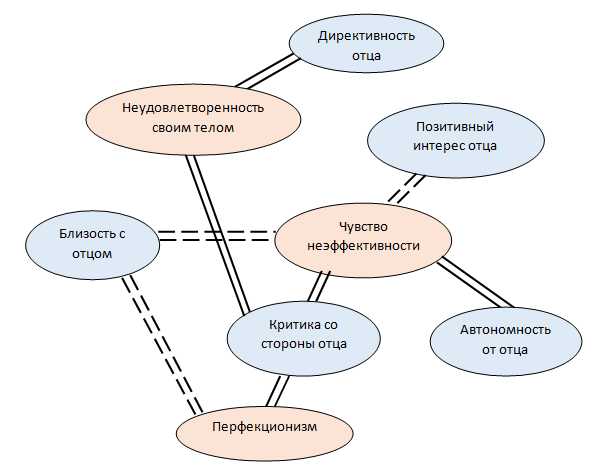 Директивность
отца
Неудовлетворенность
своим телом
Позитивный
интерес отца
Близость с
отцом
Чувство
неэффективности
Критика со
стороны отца
Автономность
от отца
Перфекционизм